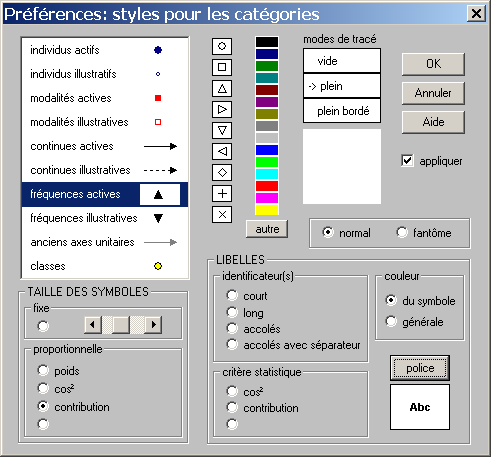 Préférences: styles pour les catégories
individus actifs
individus illustratifs
modalités actives
modalités illustratives
continues actives
continues illustratives
fréquences actives
fréquences illustratives
anciens axes unitaires
classes
autre
modes de tracé
vide
-> plein
plein bordé
OK
Annuler
Aide
appliquer
normal
fantôme
TAILLE DES SYMBOLES
fixe
proportionnelle
poids
cos²
contribution
LIBELLES
identificateur(s)
court
long
accolés
accolés avec séparateur
critère statistique
cos²
contribution
couleur
du symbole
générale
police
Abc